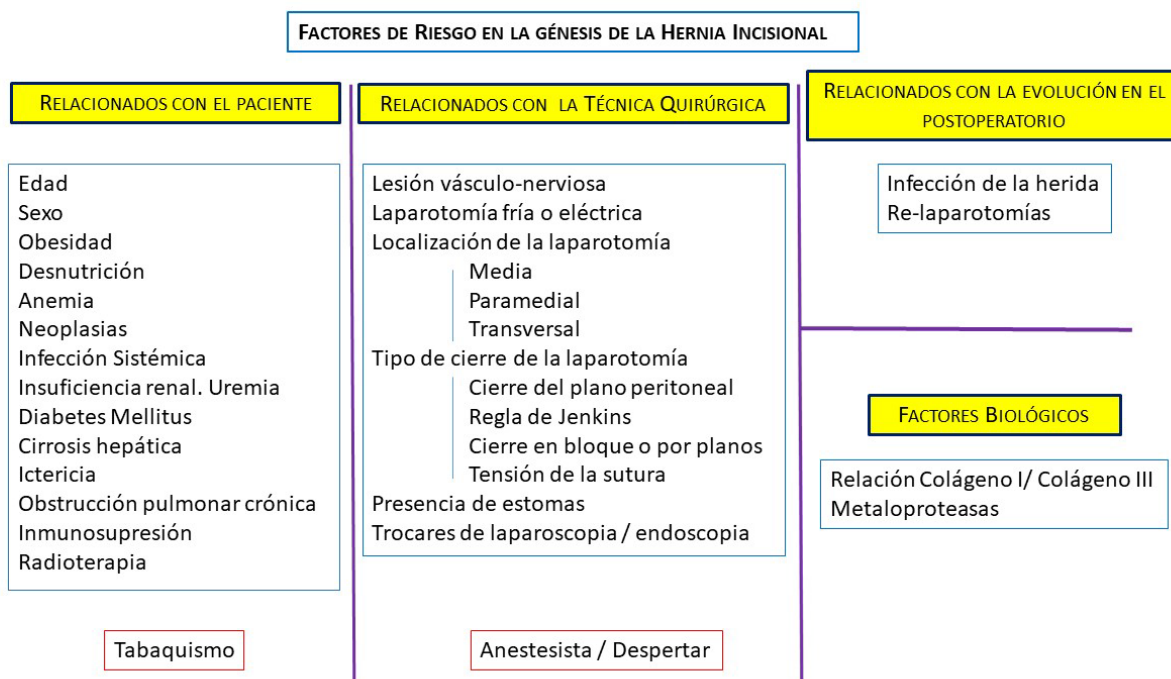 FACTORES DE RIESGO EN LA GÉNESIS DE LA HERNIA INCISIONAL
RELACIONADOS CON EL PACIENTE
Edad
Sexo
Obesidad
Desnutrición
Anemia
Neoplasias
Infección Sistémica
Insuficiencia renal. Uremia
Diabetes Mellitus
Cirrosis hepática
Ictericia
Obstrucción pulmonar crónica
Inmunosupresión
Radioterapia
Tabaquismo
RELACIONADOS CON LA TÉCNICA QUIRÚRGICA
Lesión vásculo-nerviosa
Laparotomía fría o eléctrica
Localización de la laparotomía
Media
Paramedial
Transversal
Tipo de cierre de la laparotomía
Cierre del plano peritoneal
Regla de Jenkins
Cierre en bloque o por planos
Tensión de la sutura
Presencia de estomas
Trocares de laparoscopia / endoscopia
Anestesista / Despertar
RELACIONADOS CON LA EVOLUCIÓN EN EL
POSTOPERATORIO
Infección de la herida
Re-laparotomías
FACTORES BIOLÓGICOS
Relación Colágeno I/ Colágeno III
Metaloproteasas